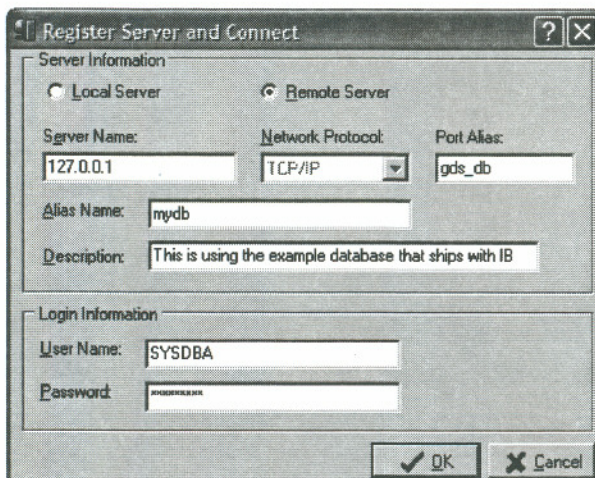 Register Server and Connect
Server Information
Local Server
Remote Server
Server Name:
Network Protocol:
Port Alias:
127.0.0.1
TCP/IP
gds_db
Alias Name:
mydb
Description:
This is using the example database that ships with IB
Login Information
User Name:
SYSDBA
Password:
*********
OK
Cancel